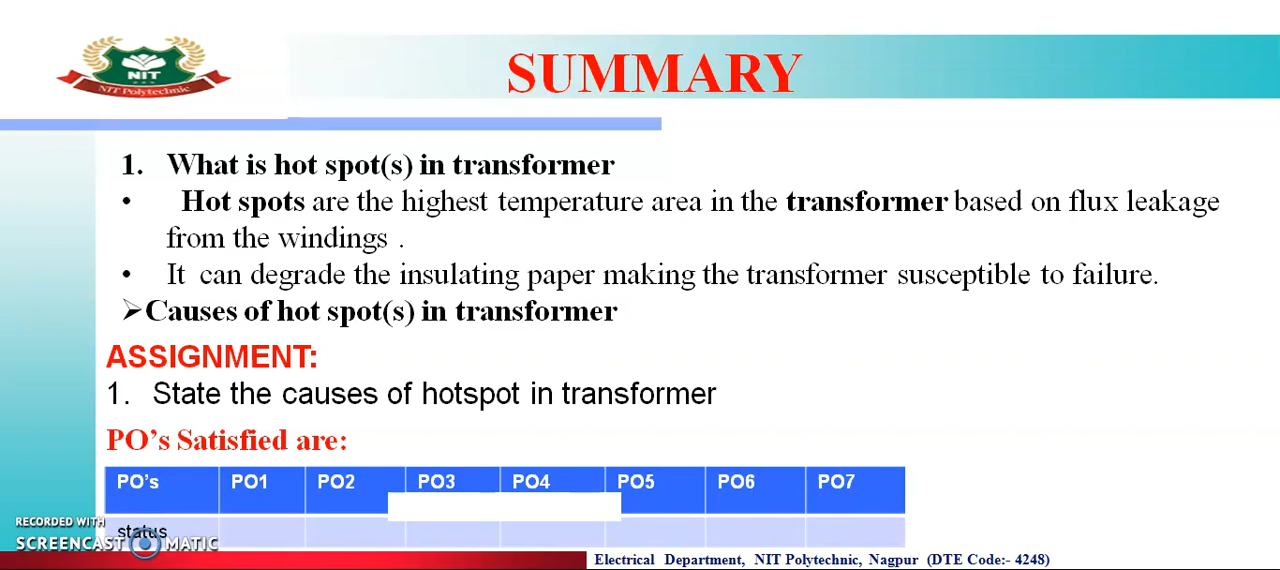 NIT
NIT Polytechnic
SUMMARY
1. What is hot spot(s) in transformer
• Hot spots are the highest temperature area in the transformer based on flux leakage
from the windings .
• It can degrade the insulating paper making the transformer susceptible to failure.
➢Causes of hot spot(s) in transformer
ASSIGNMENT:
1. State the causes of hotspot in transformer
PO's Satisfied are:
PO's PO1 PO2 PO3 PO4 PO5 PO6 PO7
status
RECORDED WITH
SCREENCAST MATIC
Electrical Department, NIT Polytechnic, Nagpur (DTE Code:- 4248)